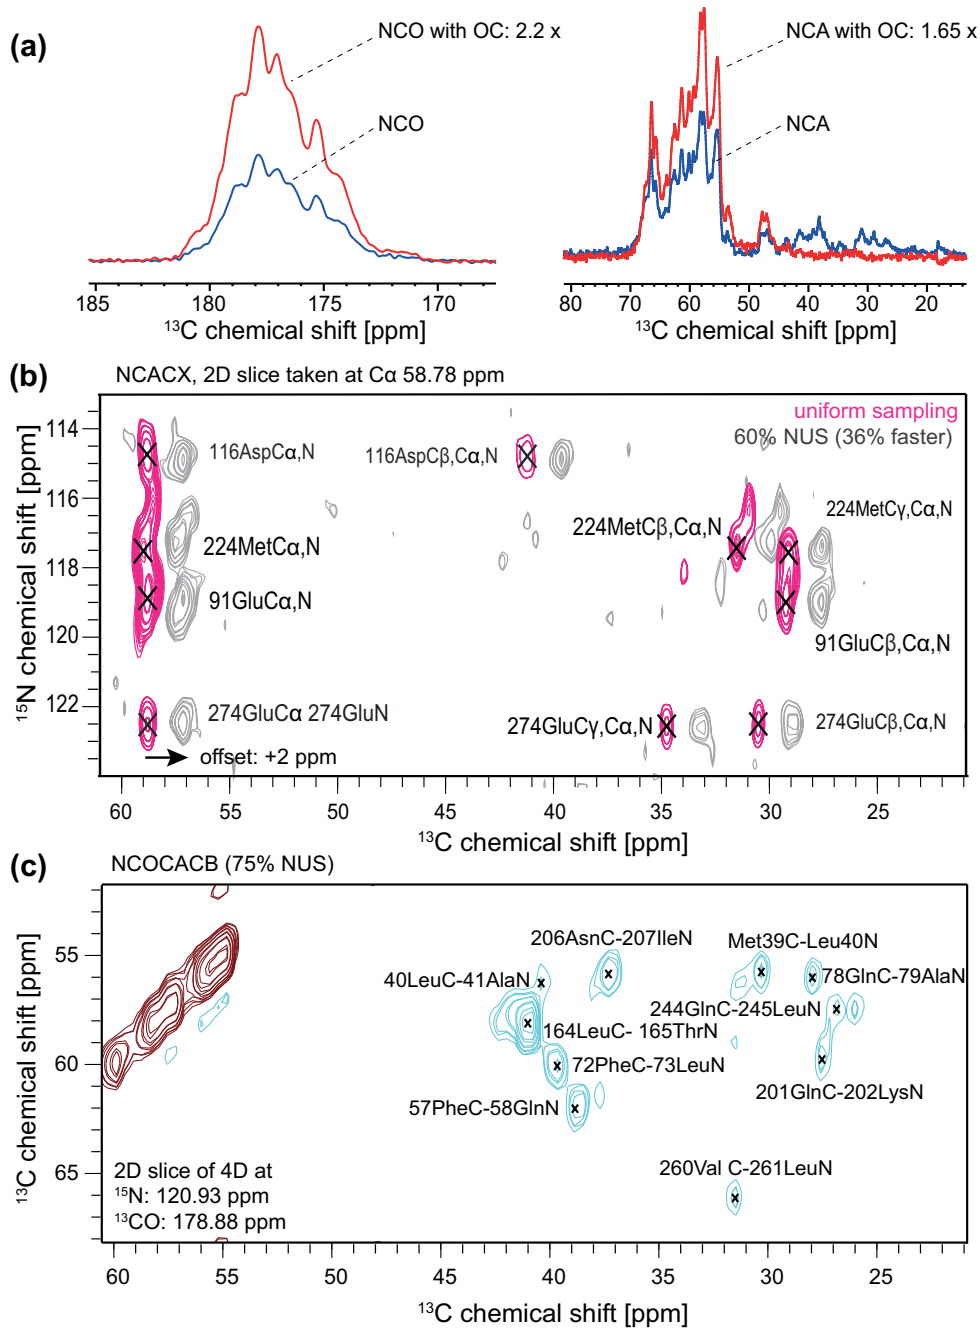 (a)
NCO with OC: 2.2 x
NCO
NCA with OC: 1.65 x
NCA
185 180 175 170
13C chemical shift [ppm]
80 70 60 50 40 30 20
13C chemical shift [ppm]
(b)
NCACX, 2D slice taken at Cα 58.78 ppm
uniform sampling
60% NUS (36% faster)
114
116
118
120
122
15N chemical shift [ppm]
116AspCα,N
116AspCβ,Cα,N
224MetCα,N
224MetCβ,Cα,N
224MetCγ,Cα,N
91GluCα,N
91GluCβ,Cα,N
274GluCα 274GluN
274GluCγ,Cα,N
274GluCβ,Cα,N
offset: +2 ppm
60 55 50 45 40 35 30 25
13C chemical shift [ppm]
(c)
NCOCACB (75% NUS)
55
60
65
13C chemical shift [ppm]
206AsnC-207IleN
Met39C-Leu40N
40LeuC-41AlaN
78GlnC-79AlaN
244GlnC-245LeuN
164LeuC- 165ThrN
72PheC-73LeuN
201GlnC-202LysN
57PheC-58GlnN
260Val C-261LeuN
2D slice of 4D at
15N: 120.93 ppm
13CO: 178.88 ppm
60 55 50 45 40 35 30 25
13C chemical shift [ppm]